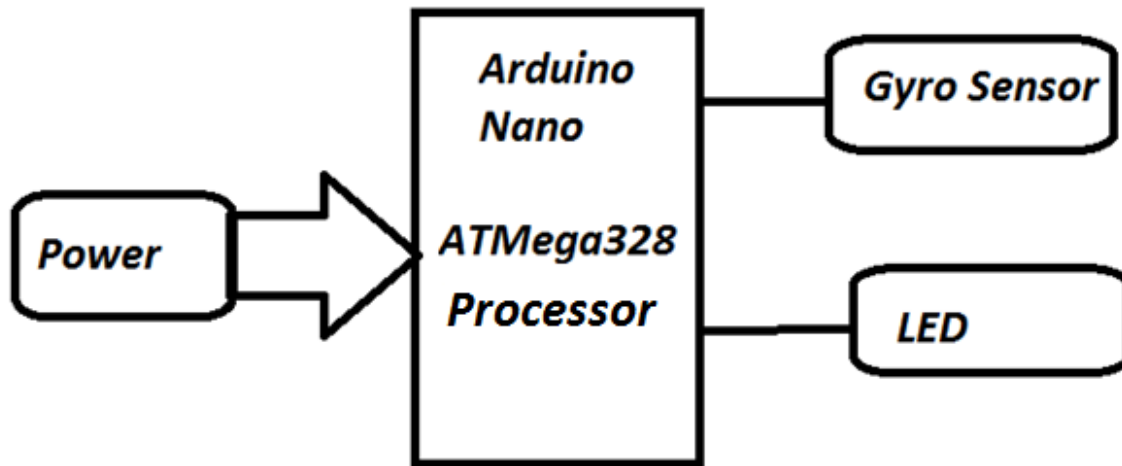 Power
Arduino
Nano
ATMega328
Processor
Gyro Sensor
LED